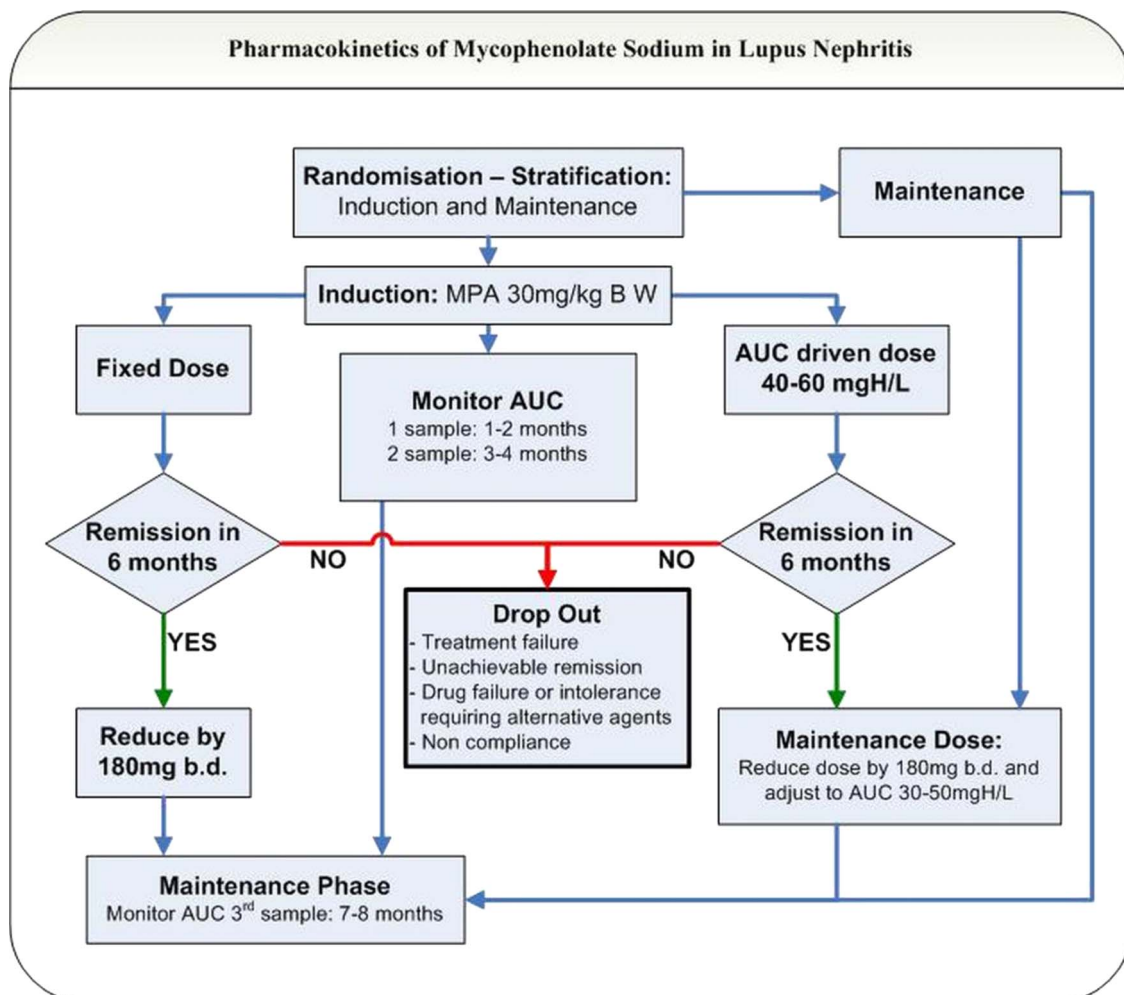 Pharmacokinetics of Mycophenolate Sodium in Lupus Nephritis
Randomisation – Stratification:
Induction and Maintenance
Maintenance
Induction: MPA 30mg/kg B W
Fixed Dose
Monitor AUC
1 sample: 1-2 months
2 sample: 3-4 months
AUC driven dose
40-60 mgH/L
Remission in
6 months
NO
NO
Remission in
6 months
YES
Drop Out
- Treatment failure
- Unachievable remission
- Drug failure or intolerance
requiring alternative agents
- Non compliance
YES
Reduce by
180mg b.d.
Maintenance Dose:
Reduce dose by 180mg b.d. and
adjust to AUC 30-50mgH/L
Maintenance Phase
Monitor AUC 3rd sample: 7-8 months